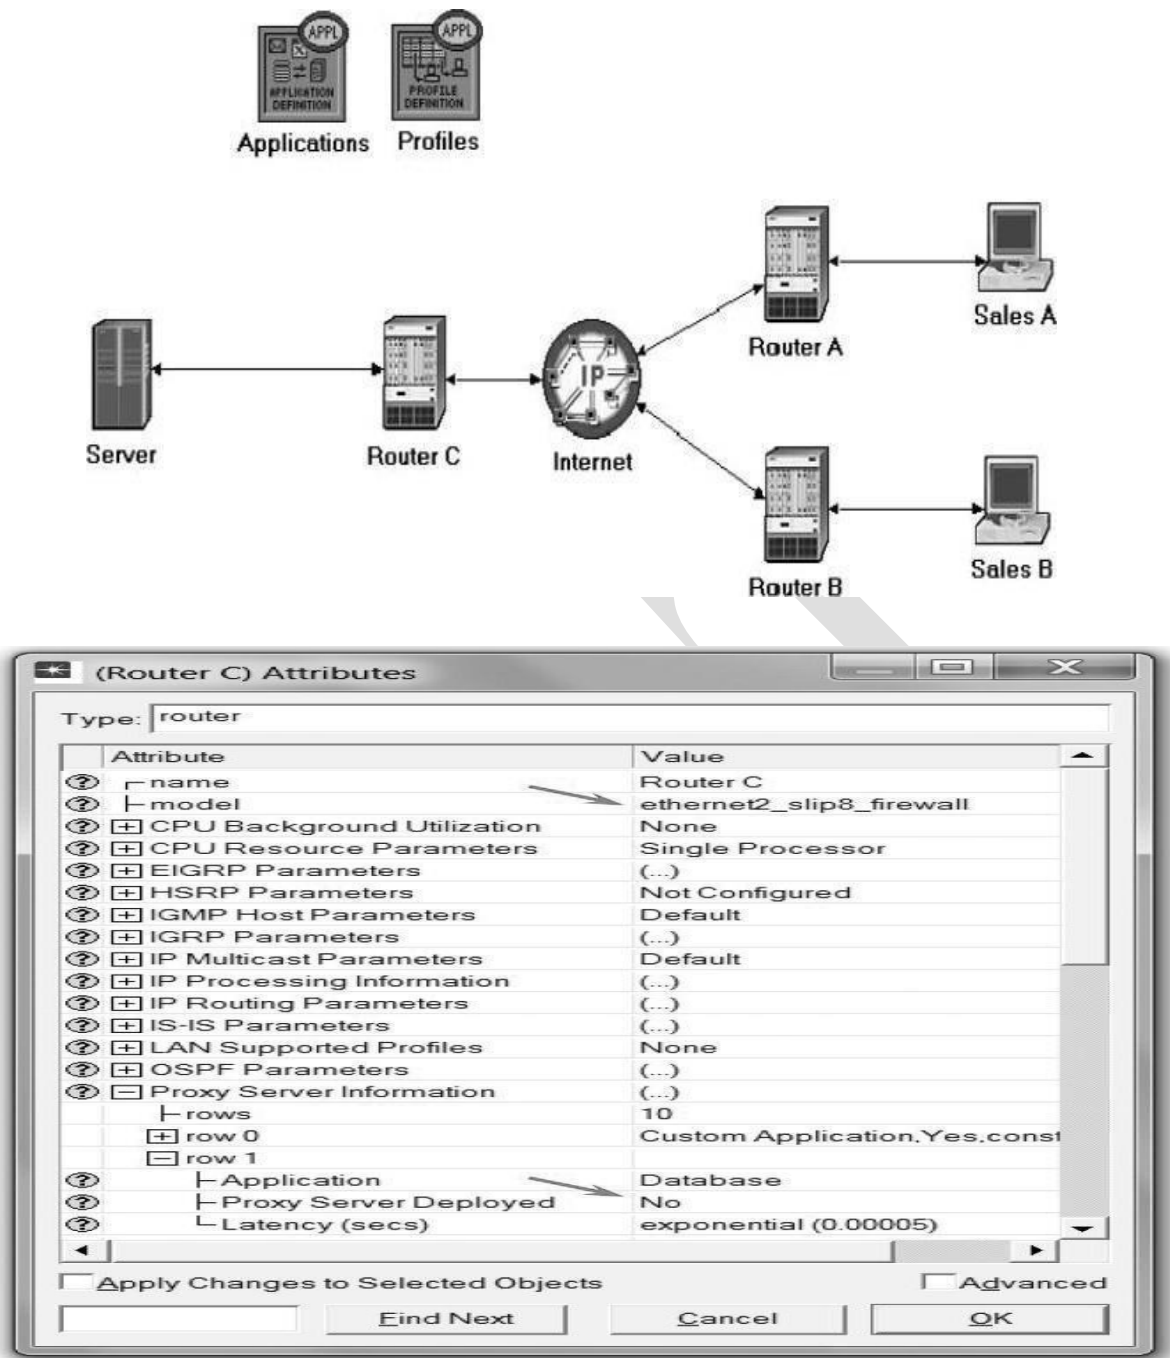 APPL
APPLICATION
DEFINITION
Applications
APPL
PROFILE
DEFINITION
Profiles
Server
Router C
IP
Internet
Router A
Sales A
Router B
Sales B
(Router C) Attributes
Type: router
Attribute Value
name Router C
model ethernet2_slip8_firewall
CPU Background Utilization None
CPU Resource Parameters Single Processor
EIGRP Parameters (...)
HSRP Parameters Not Configured
IGMP Host Parameters Default
IGRP Parameters (...)
IP Multicast Parameters Default
IP Processing Information (...)
IP Routing Parameters (...)
IS-IS Parameters (...)
LAN Supported Profiles None
OSPF Parameters (...)
Proxy Server Information (...)
rows 10
row 0 Custom Application,Yes,const
row 1
Application Database
Proxy Server Deployed No
Latency (secs) exponential (0.00005)
Apply Changes to Selected Objects Advanced
Find Next Cancel OK